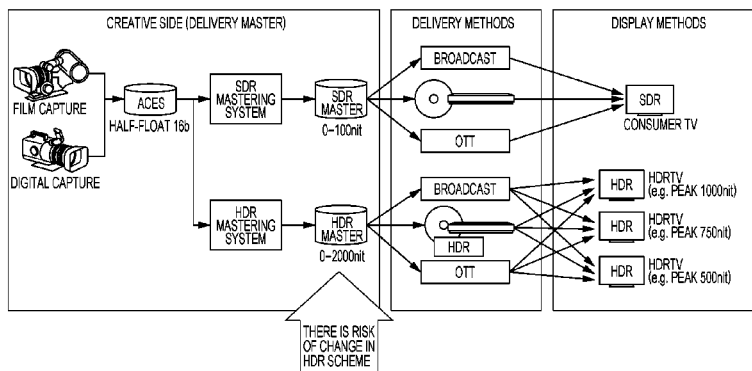 CREATIVE SIDE (DELIVERY MASTER)
DELIVERY METHODS
DISPLAY METHODS
FILM CAPTURE
DIGITAL CAPTURE
ACES
HALF-FLOAT 16b
SDR
MASTERING
SYSTEM
SDR
MASTER
0-100nit
BROADCAST
OTT
SDR
CONSUMER TV
HDR
MASTERING
SYSTEM
HDR
MASTER
0-2000nit
BROADCAST
HDR
OTT
HDR
HDRTV
(e.g. PEAK 1000nit)
HDR
HDRTV
(e.g. PEAK 750nit)
HDR
HDRTV
(e.g. PEAK 500nit)
THERE IS RISK
OF CHANGE IN
HDR SCHEME